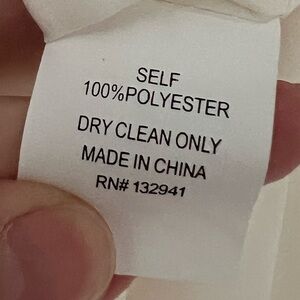 SELF
100%POLYESTER
DRY CLEAN ONLY
MADE IN CHINA
RN# 132941